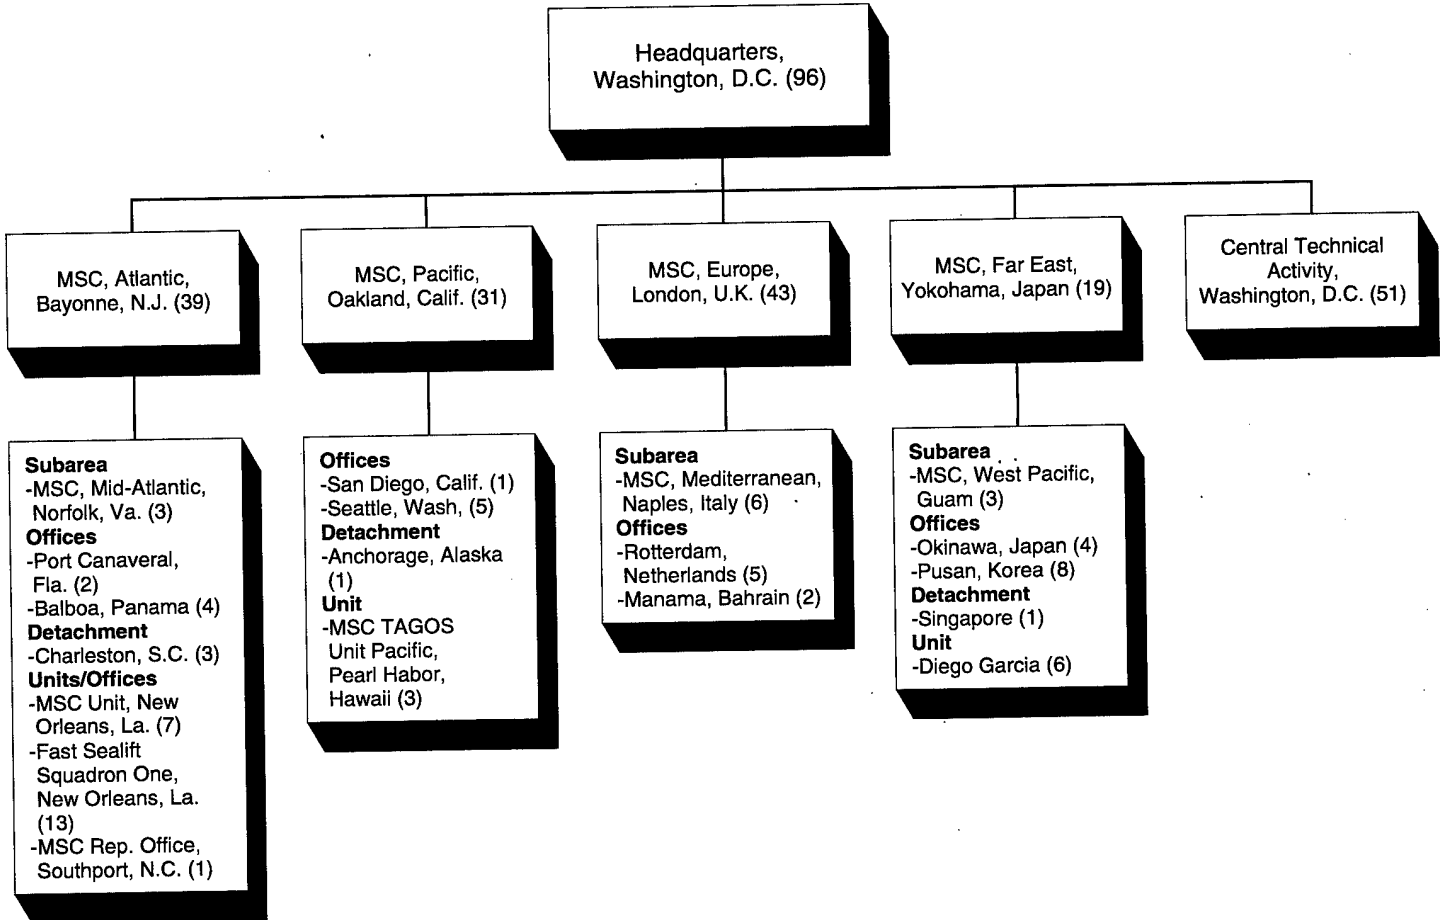 Headquarters,
Washington, D.C. (96)
MSC, Atlantic,
Bayonne, N.J. (39)
MSC, Pacific,
Oakland, Calif. (31)
MSC, Europe,
London, U.K. (43)
MSC, Far East,
Yokohama, Japan (19)
Central Technical
Activity,
Washington, D.C. (51)
Subarea
-MSC, Mid-Atlantic,
Norfolk, Va. (3)
Offices
-Port Canaveral,
Fla. (2)
-Balboa, Panama (4)
Detachment
-Charleston, S.C. (3)
Units/Offices
-MSC Unit, New
Orleans, La. (7)
-Fast Sealift
Squadron One,
New Orleans, La.
(13)
-MSC Rep. Office,
Southport, N.C. (1)
Offices
-San Diego, Calif. (1)
-Seattle, Wash, (5)
Detachment
-Anchorage, Alaska
(1)
Unit
-MSC TAGOS
Unit Pacific,
Pearl Habor,
Hawaii (3)
Subarea
-MSC, Mediterranean,
Naples, Italy (6)
Offices
-Rotterdam,
Netherlands (5)
-Manama, Bahrain (2)
Subarea
-MSC, West Pacific,
Guam (3)
Offices
-Okinawa, Japan (4)
-Pusan, Korea (8)
Detachment
-Singapore (1)
Unit
-Diego Garcia (6)